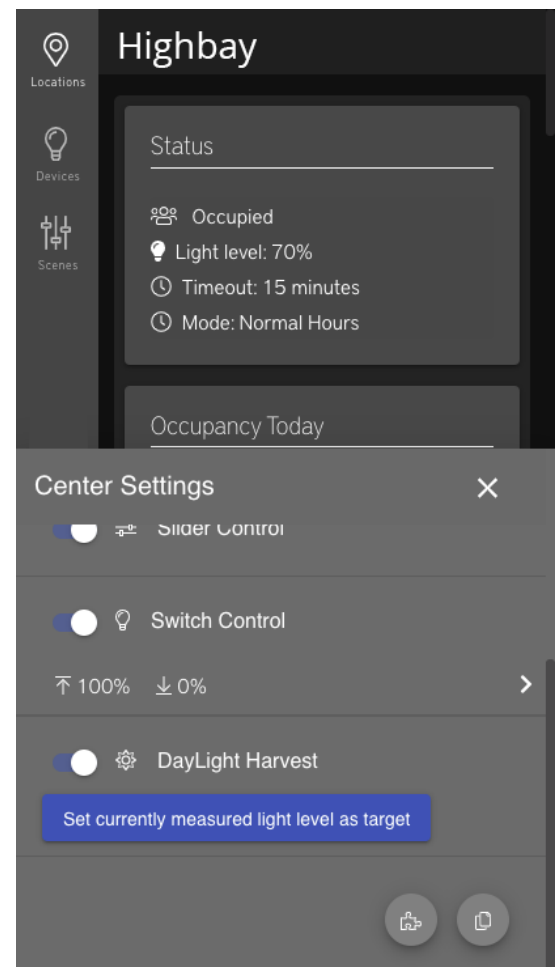 Highbay
Locations
Devices
Scenes
Status
Occupied
Light level: 70%
Timeout: 15 minutes
Mode: Normal Hours
Occupancy Today
Center Settings
Slider Control
Switch Control
100% 0%
DayLight Harvest
Set currently measured light level as target